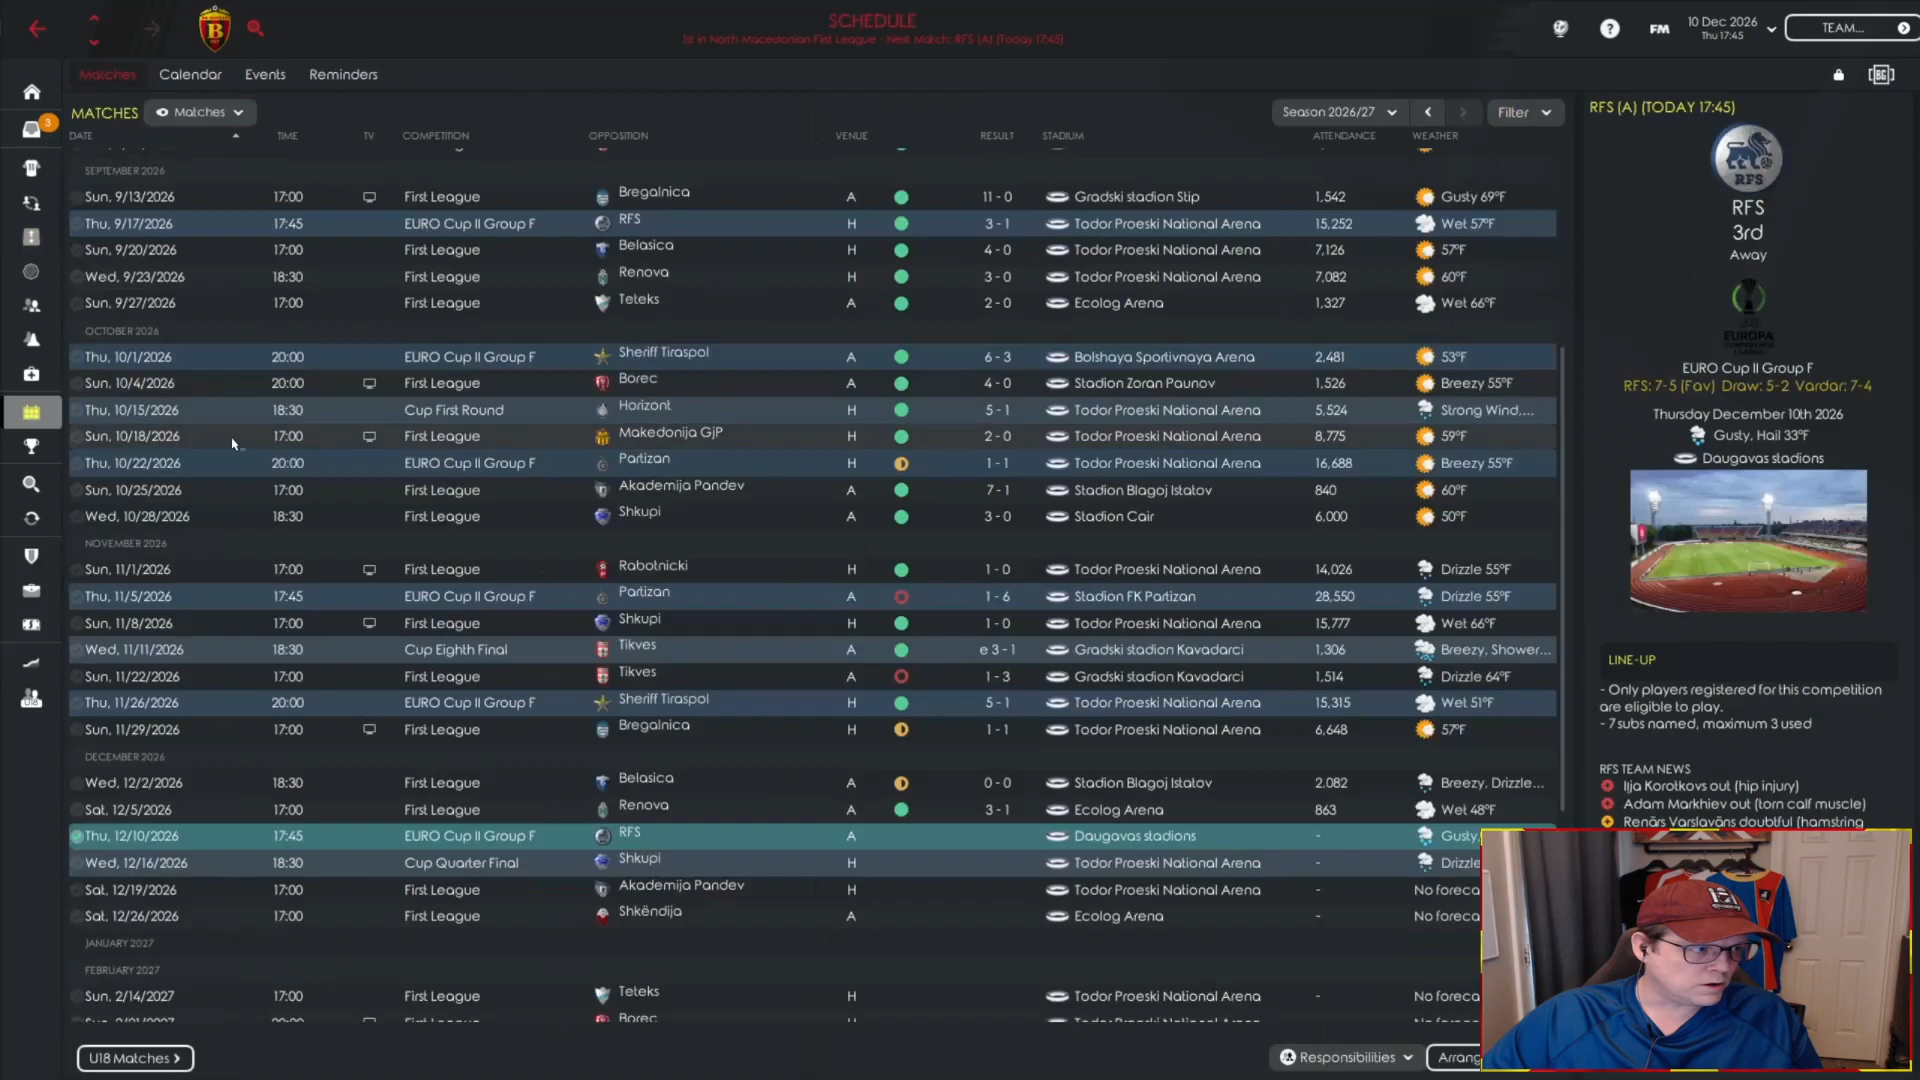 SCHEDULE
1st in North Macedonian First League - Next Match: RFS (A) (Today 17:45)
FM
10 Dec 2026
Thu 17:45
TEAM...
Matches Calendar Events Reminders
MATCHES Matches
Season 2026/27
Filter
DATE TIME TV COMPETITION OPPOSITION VENUE RESULT STADIUM ATTENDANCE WEATHER
SEPTEMBER 2026
Sun, 9/13/2026 17:00 First League Bregalnica A 11 - 0 Gradski stadion Stip 1,542 Gusty 69°F
Thu, 9/17/2026 17:45 EURO Cup II Group F RFS H 3 - 1 Todor Proeski National Arena 15,252 Wet 57°F
Sun, 9/20/2026 17:00 First League Belasica H 4 - 0 Todor Proeski National Arena 7,126 57°F
Wed, 9/23/2026 18:30 First League Renova H 3 - 0 Todor Proeski National Arena 7,082 60°F
Sun, 9/27/2026 17:00 First League Teteks A 2 - 0 Ecolog Arena 1,327 Wet 66°F
OCTOBER 2026
Thu, 10/1/2026 20:00 EURO Cup II Group F Sheriff Tiraspol A 6 - 3 Bolshaya Sportivnaya Arena 2,481 53°F
Sun, 10/4/2026 20:00 First League Borec A 4 - 0 Stadion Zoran Paunov 1,526 Breezy 55°F
Thu, 10/15/2026 18:30 Cup First Round Horizont H 5 - 1 Todor Proeski National Arena 5,524 Strong Wind,...
Sun, 10/18/2026 17:00 First League Makedonija GjP H 2 - 0 Todor Proeski National Arena 8,775 59°F
Thu, 10/22/2026 20:00 EURO Cup II Group F Partizan H 1 - 1 Todor Proeski National Arena 16,688 Breezy 55°F
Sun, 10/25/2026 17:00 First League Akademija Pandev A 7 - 1 Stadion Blagoj Istatov 840 60°F
Wed, 10/28/2026 18:30 First League Shkupi A 3 - 0 Stadion Cair 6,000 50°F
NOVEMBER 2026
Sun, 11/1/2026 17:00 First League Rabotnicki H 1 - 0 Todor Proeski National Arena 14,026 Drizzle 55°F
Thu, 11/5/2026 17:45 EURO Cup II Group F Partizan A 1 - 6 Stadion FK Partizan 28,550 Drizzle 55°F
Sun, 11/8/2026 17:00 First League Shkupi H 1 - 0 Todor Proeski National Arena 15,777 Wet 66°F
Wed, 11/11/2026 18:30 Cup Eighth Final Tikves A e 3 - 1 Gradski stadion Kavadarci 1,306 Breezy, Shower...
Sun, 11/22/2026 17:00 First League Tikves A 1 - 3 Gradski stadion Kavadarci 1,514 Drizzle 64°F
Thu, 11/26/2026 20:00 EURO Cup II Group F Sheriff Tiraspol H 5 - 1 Todor Proeski National Arena 15,315 Wet 51°F
Sun, 11/29/2026 17:00 First League Bregalnica H 1 - 1 Todor Proeski National Arena 6,648 57°F
DECEMBER 2026
Wed, 12/2/2026 18:30 First League Belasica A 0 - 0 Stadion Blagoj Istatov 2,082 Breezy, Drizzle...
Sat, 12/5/2026 17:00 First League Renova A 3 - 1 Ecolog Arena 863 Wet 48°F
Thu, 12/10/2026 17:45 EURO Cup II Group F RFS A Daugavas stadions - Gusty,
Wed, 12/16/2026 18:30 Cup Quarter Final Shkupi H Todor Proeski National Arena - Drizzle
Sat, 12/19/2026 17:00 First League Akademija Pandev H Todor Proeski National Arena - No foreca
Sat, 12/26/2026 17:00 First League Shkëndija A Ecolog Arena - No foreca
JANUARY 2027
FEBRUARY 2027
Sun, 2/14/2027 17:00 First League Teteks H Todor Proeski National Arena - No foreca
U18 Matches
Responsibilities
Arrang
RFS (A) (TODAY 17:45)
RFS
RFS
3rd
Away
EUROPA
EURO Cup II Group F
RFS: 7-5 (Fav) Draw: 5-2 Vardar: 7-4
Thursday December 10th 2026
Gusty, Hail 33°F
Daugavas stadions
LINE-UP
- Only players registered for this competition
are eligible to play.
- 7 subs named, maximum 3 used
RFS TEAM NEWS
Iļja Korotkovs out (hip injury)
Adam Markhiev out (torn calf muscle)
Renārs Varslavāns doubtful (hamstring
3
U18